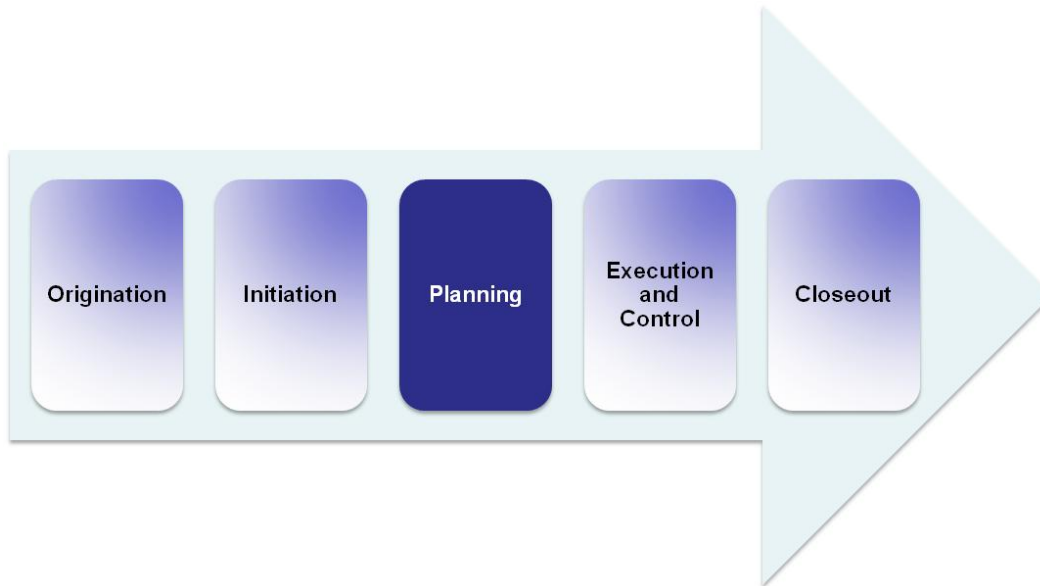 Origination
Initiation
Planning
Execution
and
Control
Closeout